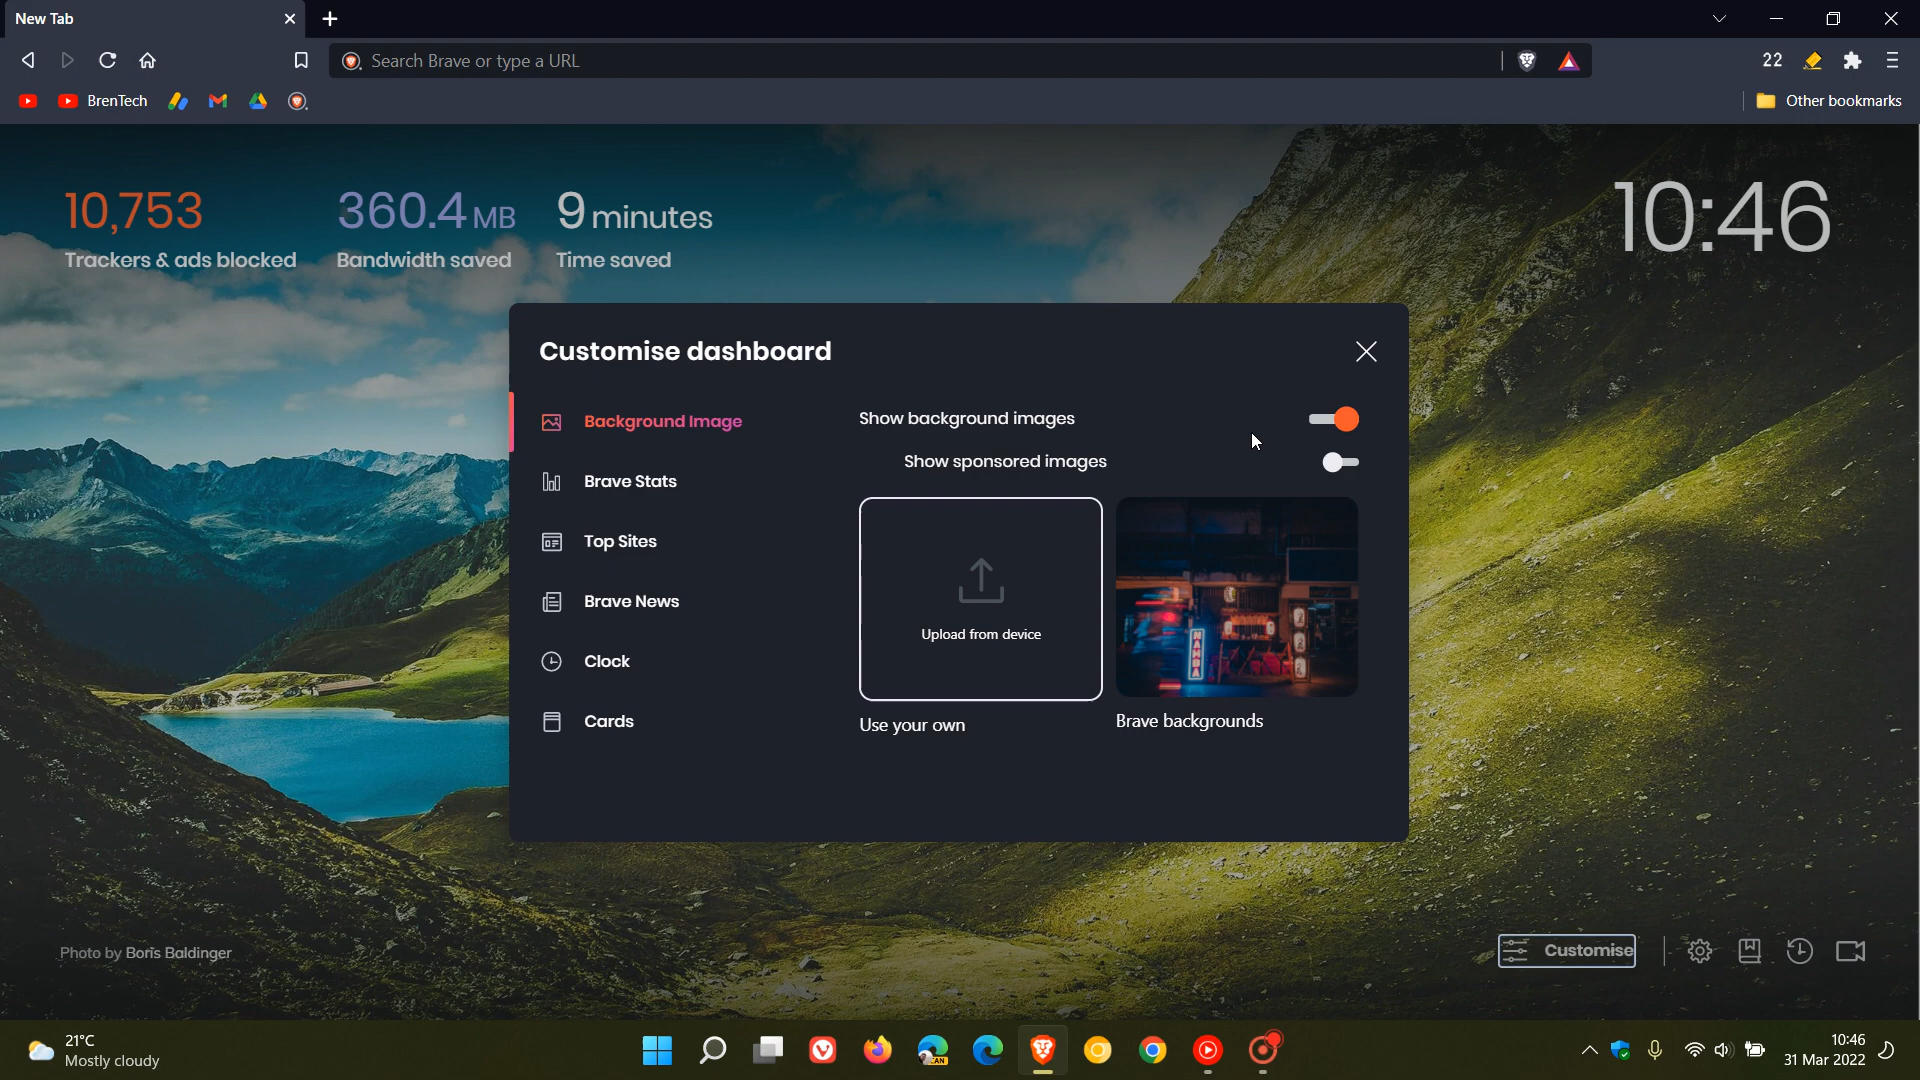 New Tab
Search Brave or type a URL
22
BrenTech
Other bookmarks
10,753
Trackers & ads blocked
360.4 MB
Bandwidth saved
9 minutes
Time saved
10:46
Customise dashboard
Background Image
Brave Stats
Top Sites
Brave News
Clock
Cards
Show background images
Show sponsored images
Upload from device
Use your own
NAMBA
Brave backgrounds
Photo by Boris Baldinger
Customise
21°C
Mostly cloudy
CAN
10:46
31 Mar 2022